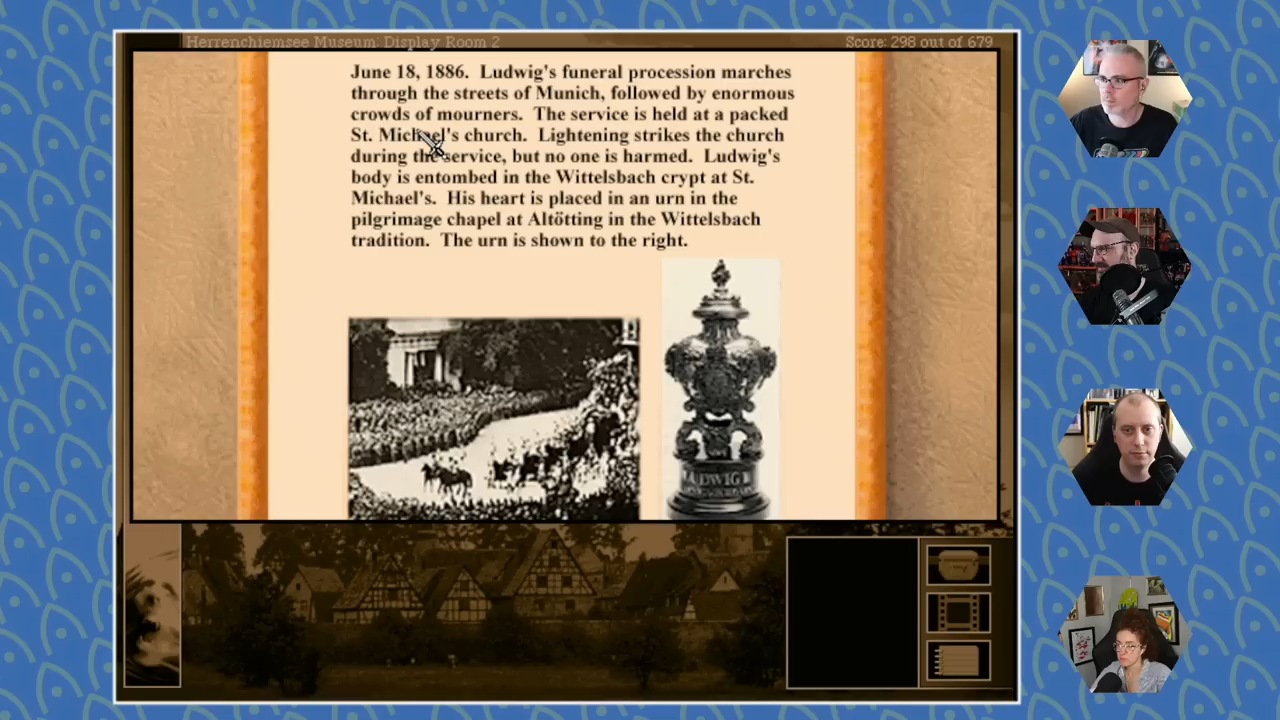 Herrenchiemsee Museum: Display Room 2
Score: 298 out of 679
June 18, 1886. Ludwig's funeral procession marches
through the streets of Munich, followed by enormous
crowds of mourners. The service is held at a packed
St. Michael's church. Lightening strikes the church
during the service, but no one is harmed. Ludwig's
body is entombed in the Wittelsbach crypt at St.
Michael's. His heart is placed in an urn in the
pilgrimage chapel at Altötting in the Wittelsbach
tradition. The urn is shown to the right.
LUDWIG II